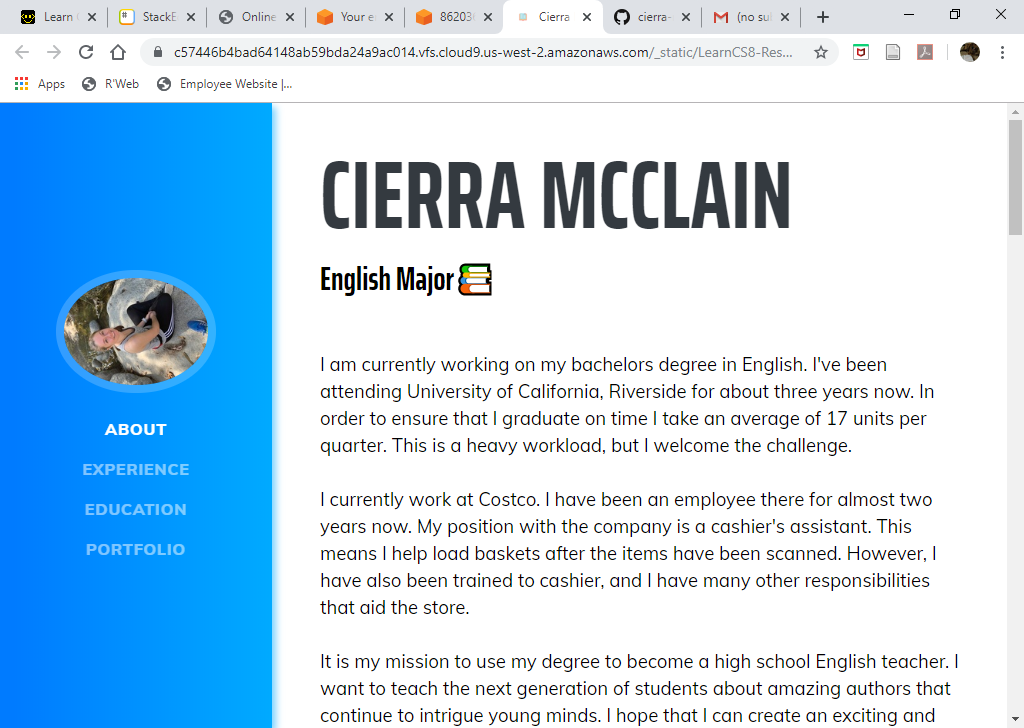 Learn
StackE
Online
Your e
86203
Cierra
cierra-
(no su
c57446b4bad64148ab59bda24a9ac014.vfs.cloud9.us-west-2.amazonaws.com/_static/LearnCS8-Res...
Apps
R'Web
Employee Website |...
CIERRA MCCLAIN
English Major
ABOUT
EXPERIENCE
EDUCATION
PORTFOLIO
I am currently working on my bachelors degree in English. I've been
attending University of California, Riverside for about three years now. In
order to ensure that I graduate on time I take an average of 17 units per
quarter. This is a heavy workload, but I welcome the challenge.
I currently work at Costco. I have been an employee there for almost two
years now. My position with the company is a cashier's assistant. This
means I help load baskets after the items have been scanned. However, I
have also been trained to cashier, and I have many other responsibilities
that aid the store.
It is my mission to use my degree to become a high school English teacher. I
want to teach the next generation of students about amazing authors that
continue to intrigue young minds. I hope that I can create an exciting and